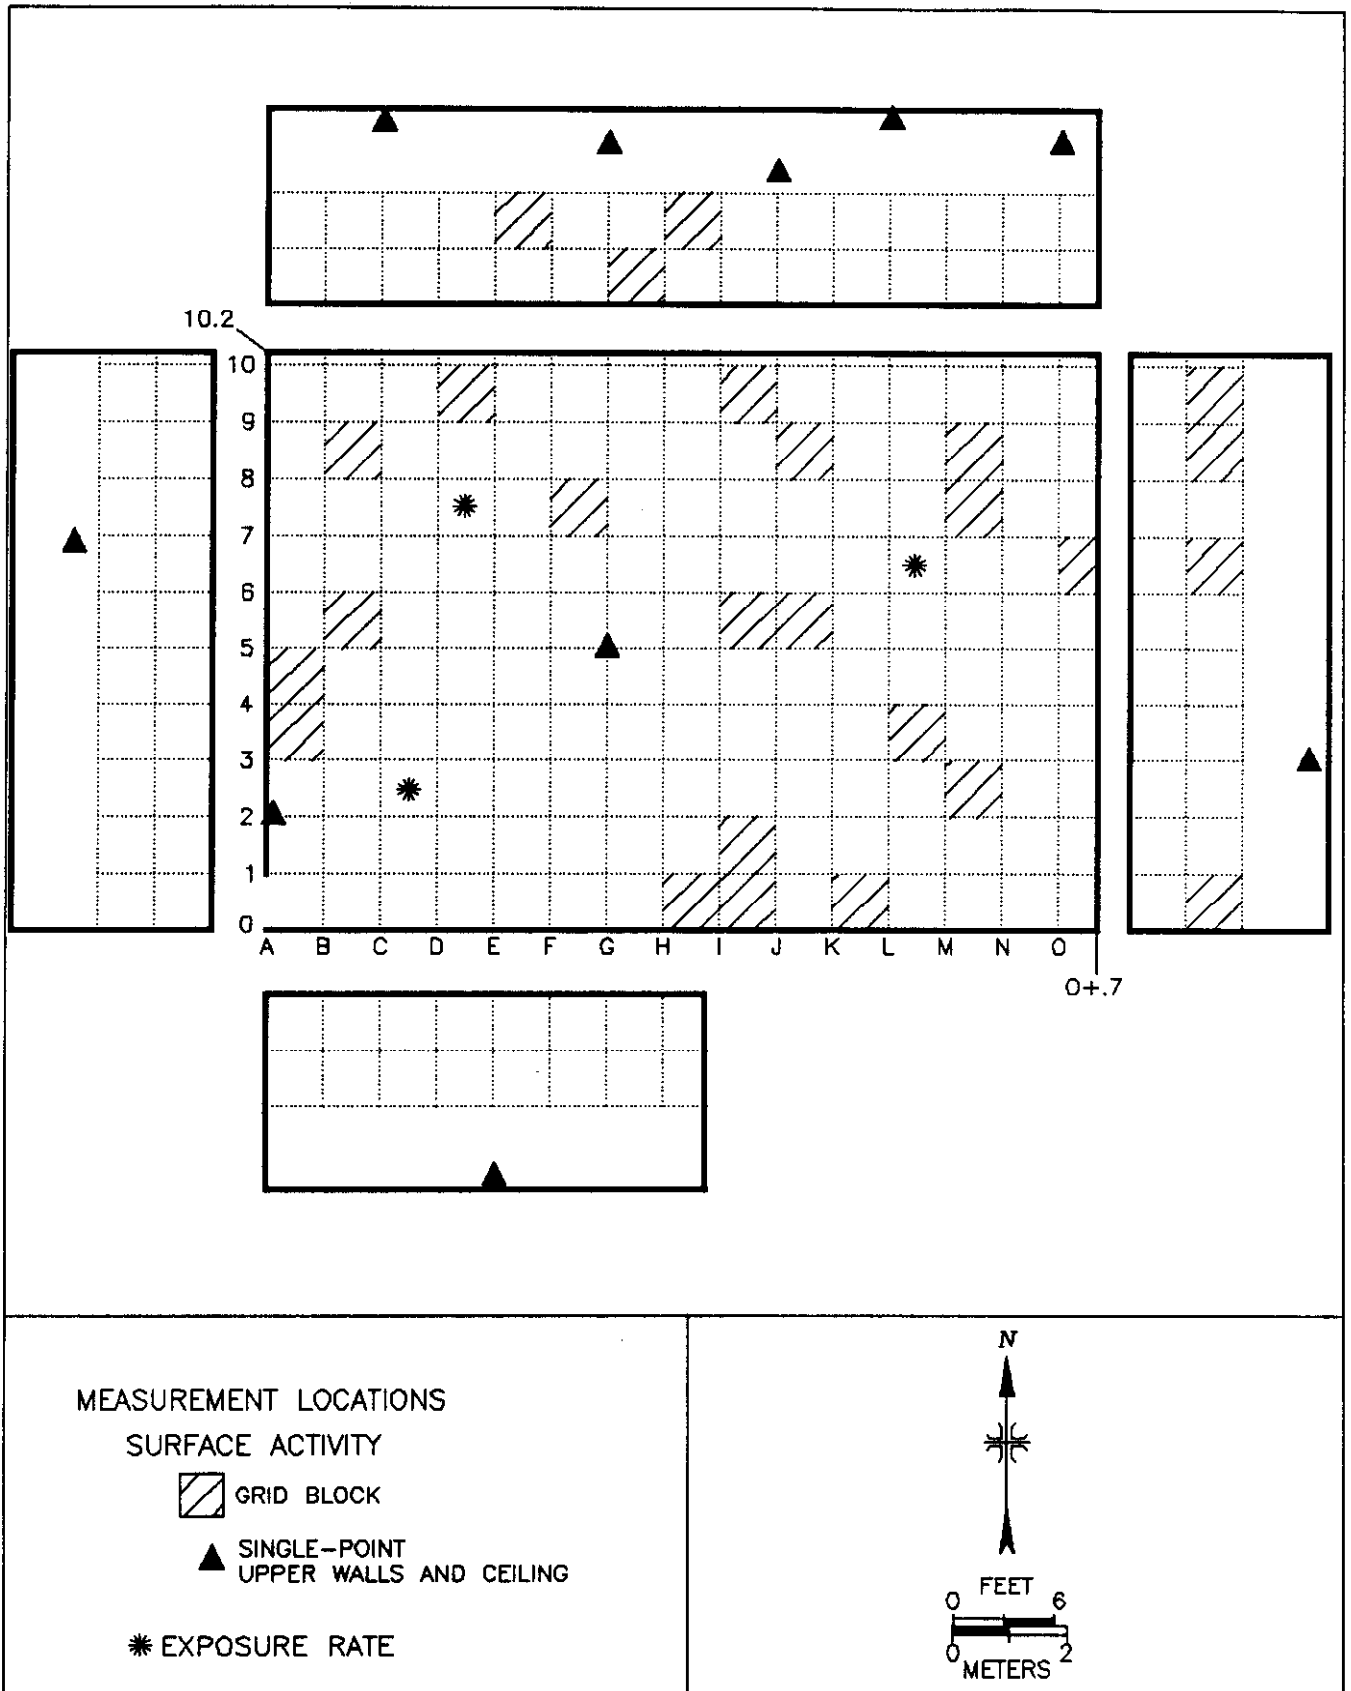 10.2
10
9
8
7
6
5
4
3
2
1
0
A B C D E F G H I J K L M N O
O+.7
MEASUREMENT LOCATIONS
SURFACE ACTIVITY
GRID BLOCK
SINGLE-POINT
UPPER WALLS AND CEILING
EXPOSURE RATE
N
FEET
0 6
0 2
METERS